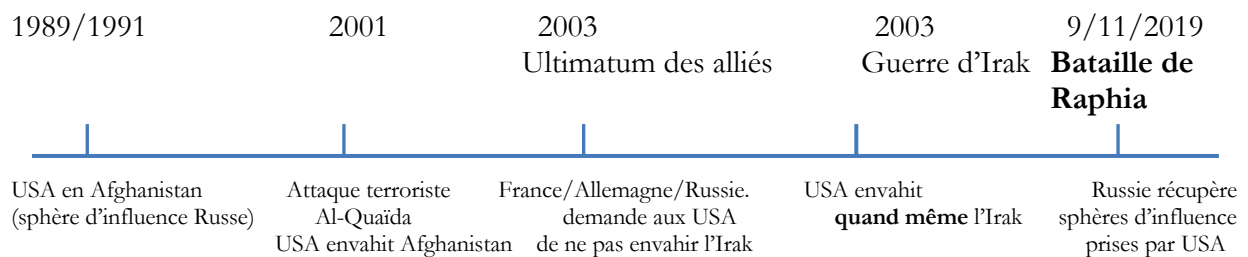 1989/1991
2001
2003
Ultimatum des alliés
2003
Guerre d’Irak
9/11/2019
Bataille de
Raphia
USA en Afghanistan
(sphère d’influence Russe)
Attaque terroriste
Al-Quaïda
USA envahit Afghanistan
France/Allemagne/Russie.
demande aux USA
de ne pas envahir l’Irak
USA envahit
quand même l’Irak
Russie récupère
sphères d’influence
prises par USA